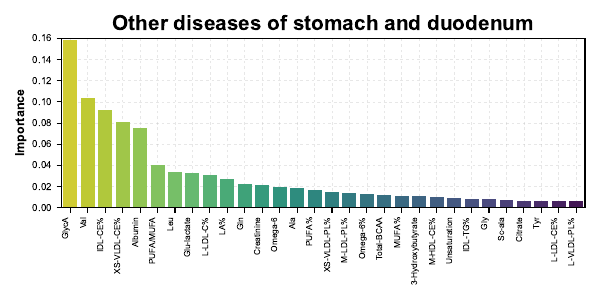 Other diseases of stomach and duodenum
Importance
0.16
0.14
0.12
0.10
0.08
0.06
0.04
0.02
0.00
GlycA
Val
IDL-CE%
XS-VLDL-CE%
Albumin
PUFA/MUFA
Leu
Glu-lactate
L-LDL-C%
LA%
Gln
Creatinine
Omega-6
Ala
PUFA%
XS-VLDL-PL%
M-LDL-PL%
Omega-6%
Total-BCAA
MUFA%
3-Hydroxybutyrate
M-HDL-CE%
Unsaturation
IDL-TG%
Gly
Sc-ala
Citrate
Tyr
L-LDL-CE%
L-VLDL-PL%